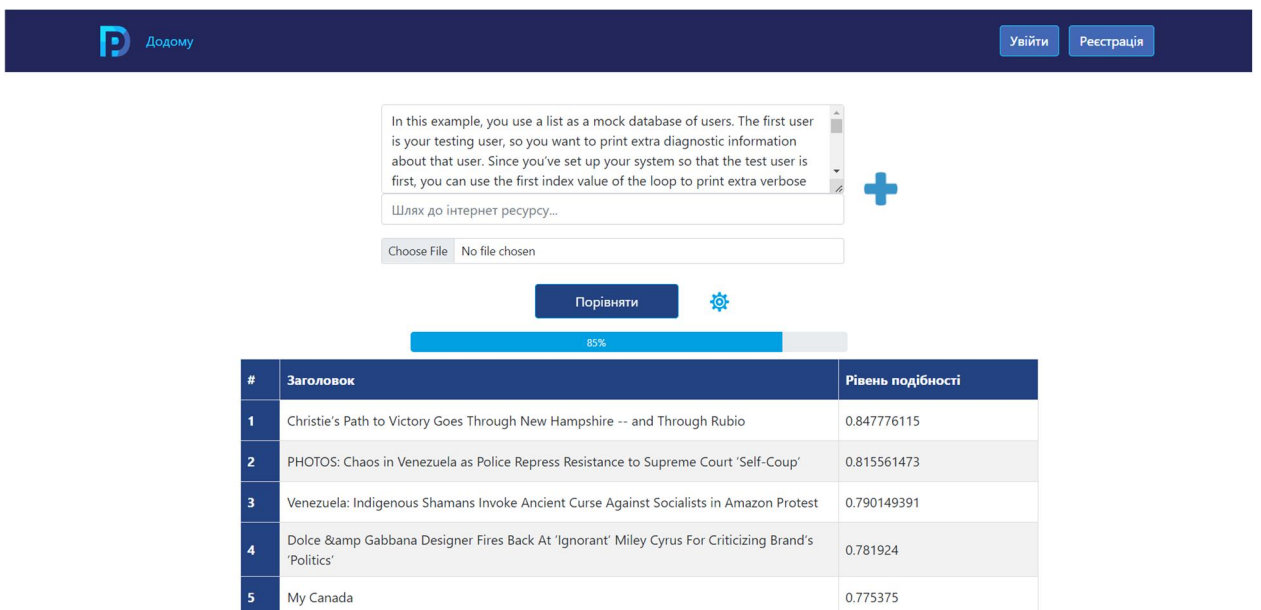 Додому
Увійти
Реєстрація
In this example, you use a list as a mock database of users. The first user
is your testing user, so you want to print extra diagnostic information
about that user. Since you've set up your system so that the test user is
first, you can use the first index value of the loop to print extra verbose
Шлях до інтернет ресурсу...
Choose File No file chosen
Порівняти
85%
# Заголовок Рівень подібності
1 Christie's Path to Victory Goes Through New Hampshire -- and Through Rubio 0.847776115
2 PHOTOS: Chaos in Venezuela as Police Repress Resistance to Supreme Court 'Self-Coup' 0.815561473
3 Venezuela: Indigenous Shamans Invoke Ancient Curse Against Socialists in Amazon Protest 0.790149391
4 Dolce &amp Gabbana Designer Fires Back At 'Ignorant' Miley Cyrus For Criticizing Brand's
'Politics' 0.781924
5 My Canada 0.775375